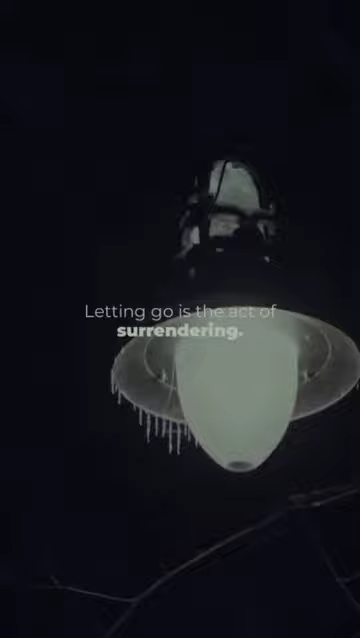 Letting go is the act of
surrendering.